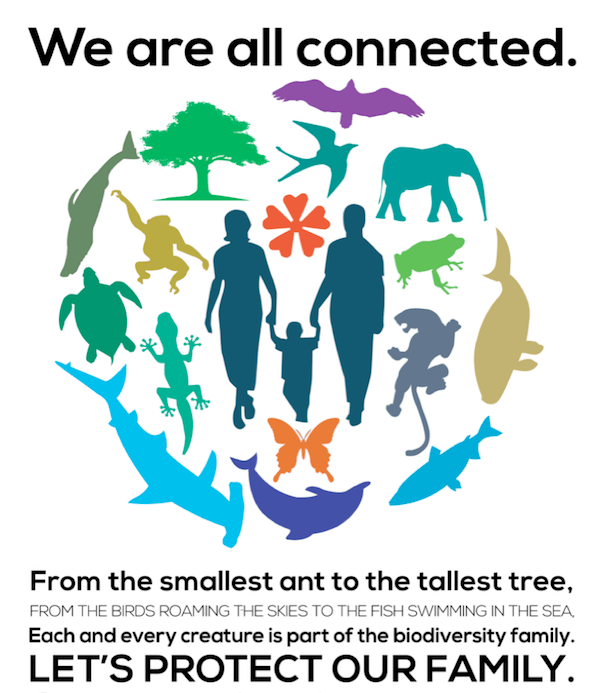 We are all connected.
From the smallest ant to the tallest tree,
FROM THE BIRDS ROAMING THE SKIES TO THE FISH SWIMMING IN THE SEA,
Each and every creature is part of the biodiversity family.
LET'S PROTECT OUR FAMILY.